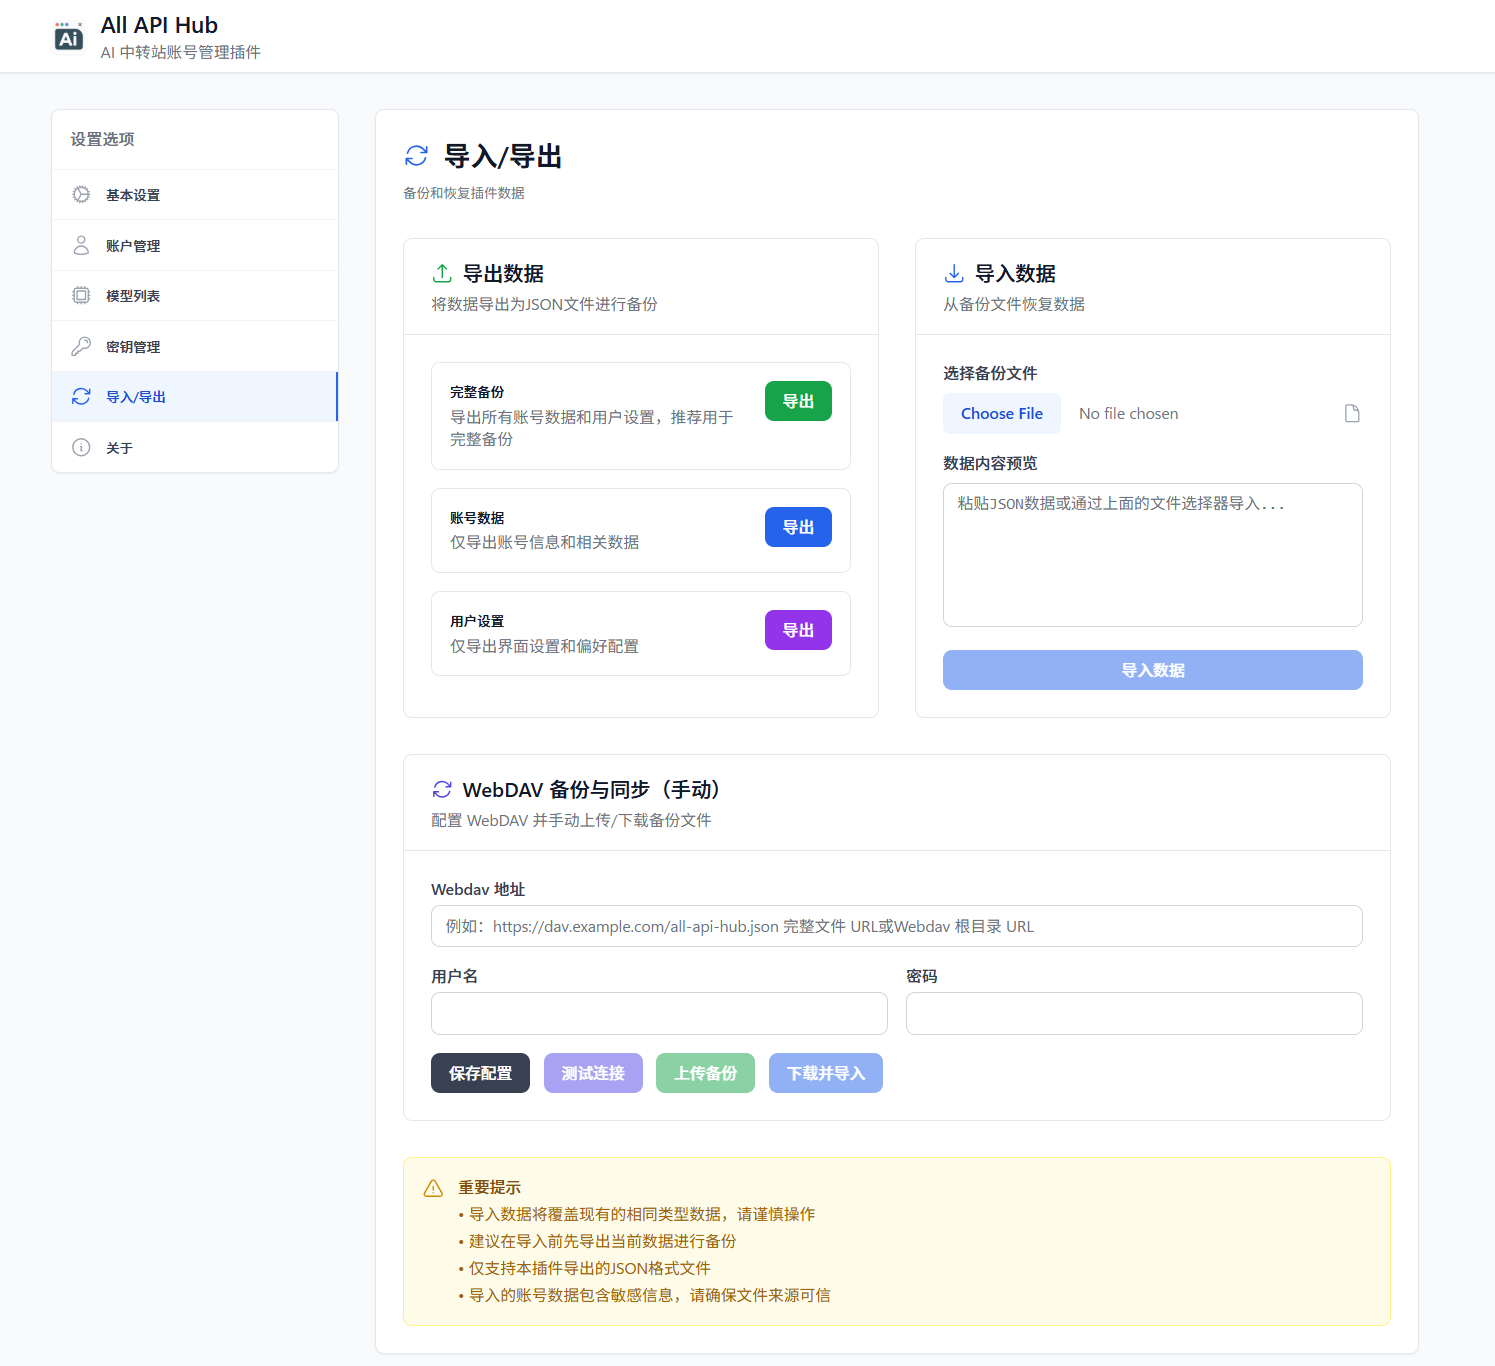 Ai
All API Hub
AI 中转站账号管理插件
设置选项
基本设置
账户管理
模型列表
密钥管理
导入/导出
关于
导入/导出
备份和恢复插件数据
导出数据
将数据导出为JSON文件进行备份
完整备份
导出所有账号数据和用户设置，推荐用于
完整备份
导出
账号数据
仅导出账号信息和相关数据
导出
用户设置
仅导出界面设置和偏好配置
导出
导入数据
从备份文件恢复数据
选择备份文件
Choose File No file chosen
数据内容预览
粘贴JSON数据或通过上面的文件选择器导入...
导入数据
WebDAV 备份与同步（手动）
配置 WebDAV 并手动上传/下载备份文件
Webdav 地址
例如：https://dav.example.com/all-api-hub.json 完整文件 URL或Webdav 根目录 URL
用户名
密码
保存配置 测试连接 上传备份 下载并导入
重要提示
• 导入数据将覆盖现有的相同类型数据，请谨慎操作
• 建议在导入前先导出当前数据进行备份
• 仅支持本插件导出的JSON格式文件
• 导入的账号数据包含敏感信息，请确保文件来源可信